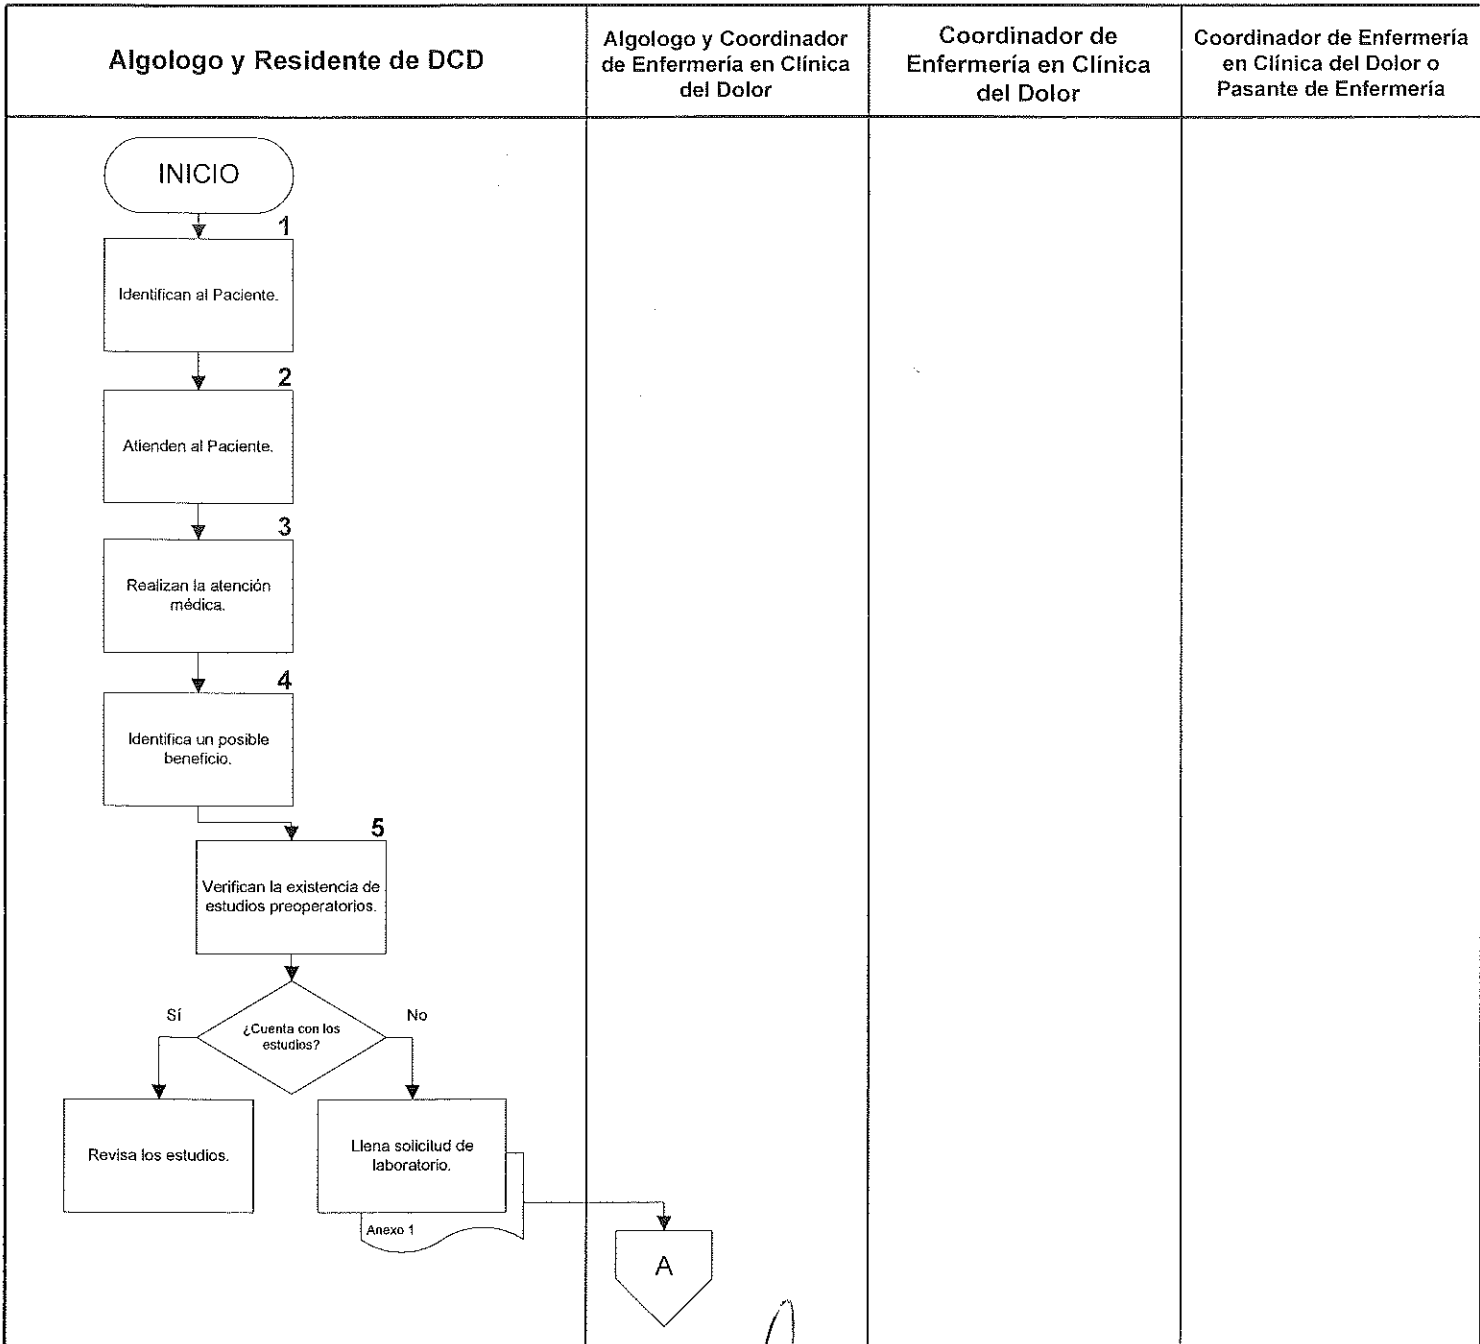 Algologo y Residente de DCD
Algologo y Coordinador
de Enfermería en Clínica
del Dolor
Coordinador de
Enfermería en Clínica
del Dolor
Coordinador de Enfermería
en Clínica del Dolor o
Pasante de Enfermería
INICIO
1
Identifican al Paciente.
2
Atienden al Paciente.
3
Realizan la atención
médica.
4
Identifica un posible
beneficio.
5
Verifican la existencia de
estudios preoperatorios.
¿Cuenta con los
estudios?
Sí
No
Revisa los estudios.
Llena solicitud de
laboratorio.
Anexo 1
A